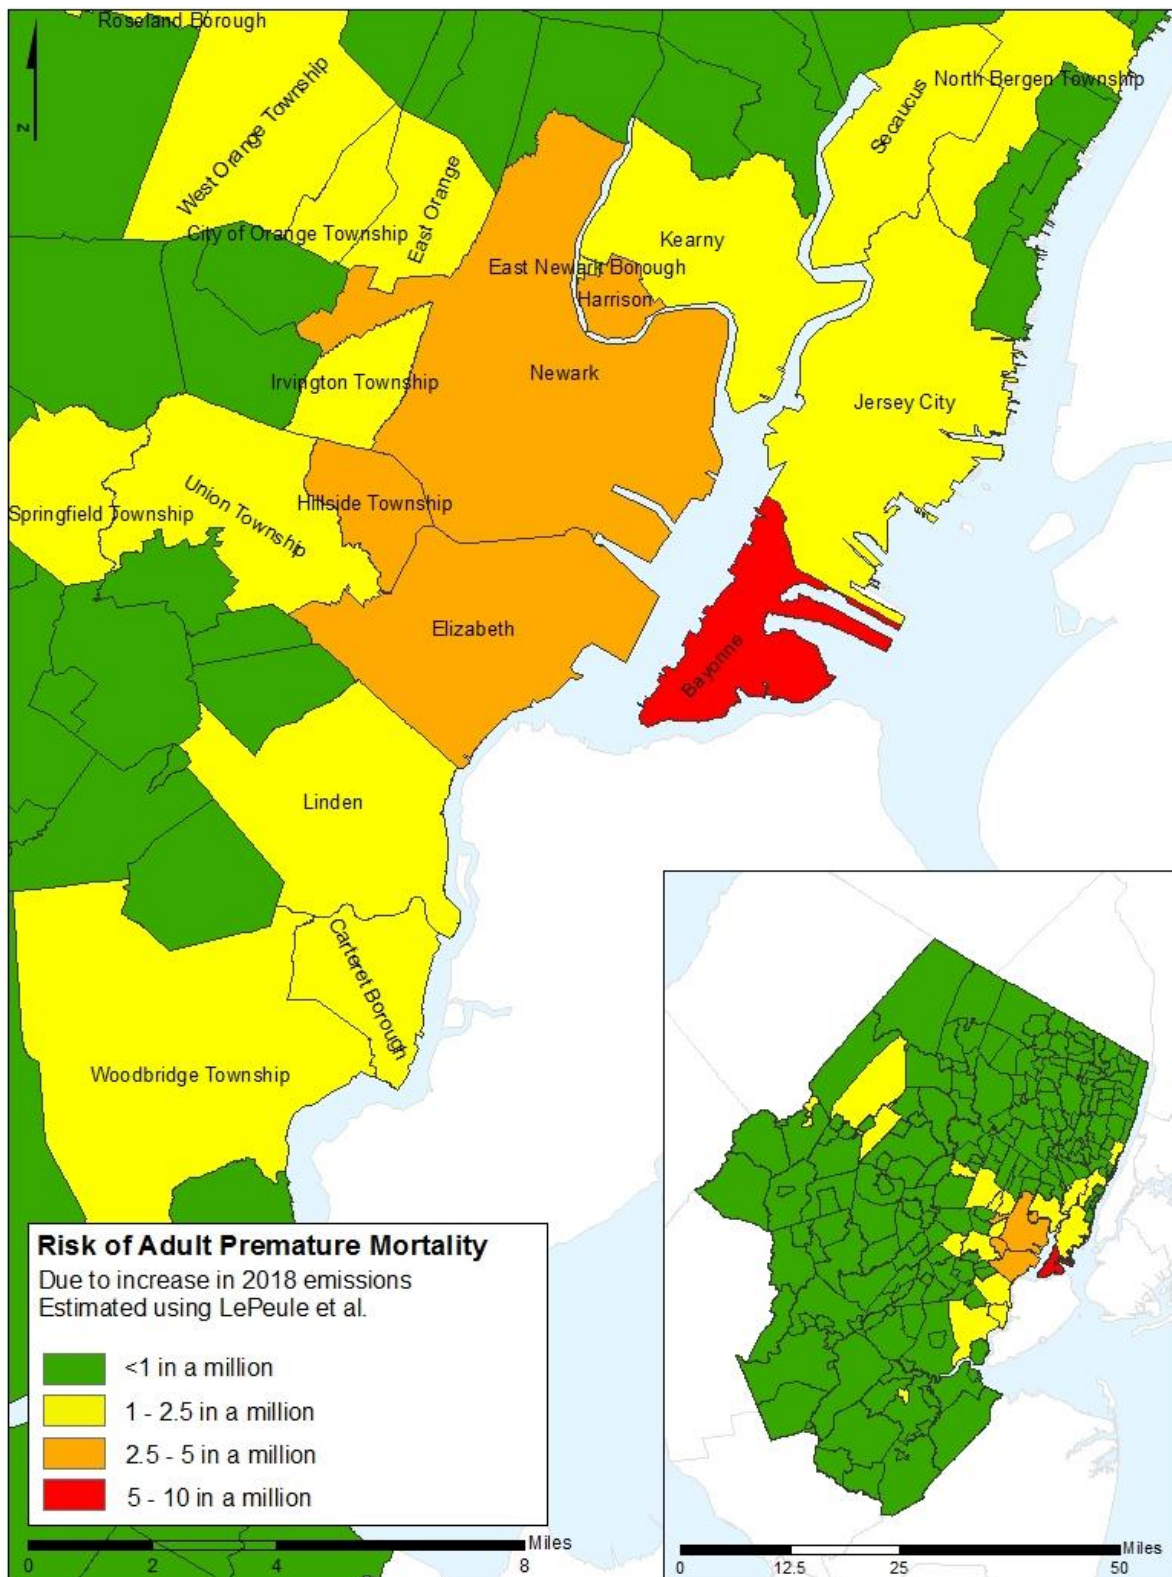 Roseland Borough
North Bergen Township
West Orange Township
Secaucus
N
City of Orange Township
East Orange
Kearny
East Newark Borough
Harrison
Newark
Irvington Township
Jersey City
Hillside Township
Union Township
Springfield Township
Elizabeth
Bayonne
Linden
Carteret Borough
Woodbridge Township
Risk of Adult Premature Mortality
Due to increase in 2018 emissions
Estimated using LePeule et al.
<1 in a million
1 - 2.5 in a million
2.5 - 5 in a million
5 - 10 in a million
Miles
0 2 4 8
Miles
0 12.5 25 50